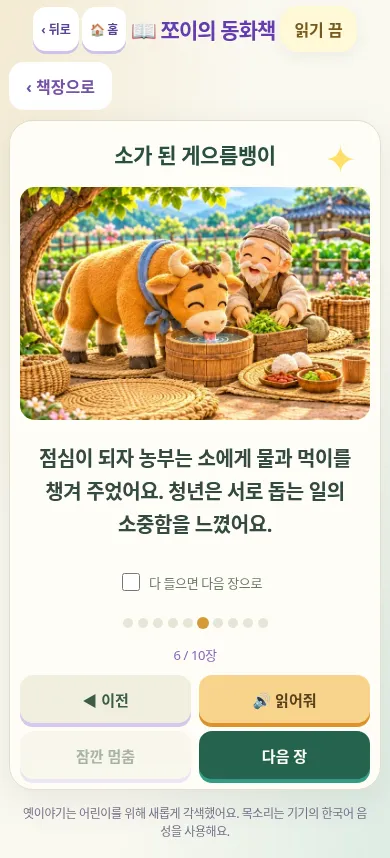 ‹ 뒤로 🏠 홈 📖 쪼이의 동화책 읽기 끝
‹ 책장으로
소가 된 게으름뱅이
점심이 되자 농부는 소에게 물과 먹이를
챙겨 주었어요. 청년은 서로 돕는 일의
소중함을 느꼈어요.
다 들으면 다음 장으로
6 / 10장
◀ 이전 🔊 읽어줘
잠깐 멈춤 다음 장
옛이야기는 어린이를 위해 새롭게 각색했어요. 목소리는 기기의 한국어 음
성을 사용해요.